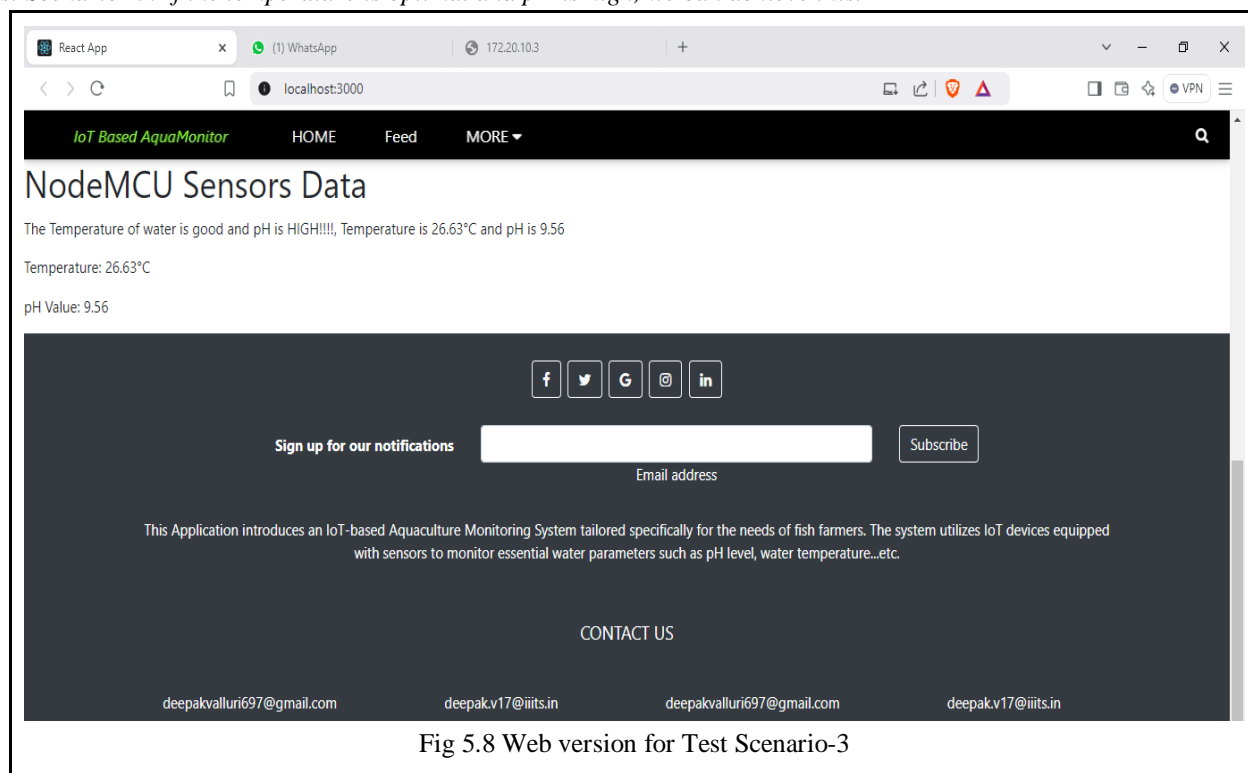 React App
(1) WhatsApp
172.20.10.3
localhost:3000
VPN
IoT Based AquaMonitor HOME Feed MORE
NodeMCU Sensors Data
The Temperature of water is good and pH is HIGH!!!!, Temperature is 26.63°C and pH is 9.56
Temperature: 26.63°C
pH Value: 9.56
Sign up for our notifications Subscribe
Email address
This Application introduces an IoT-based Aquaculture Monitoring System tailored specifically for the needs of fish farmers. The system utilizes IoT devices equipped
with sensors to monitor essential water parameters such as pH level, water temperature...etc.
CONTACT US
deepakvalluri697@gmail.com deepak.v17@iiits.in deepakvalluri697@gmail.com deepak.v17@iiits.in
Fig 5.8 Web version for Test Scenario-3